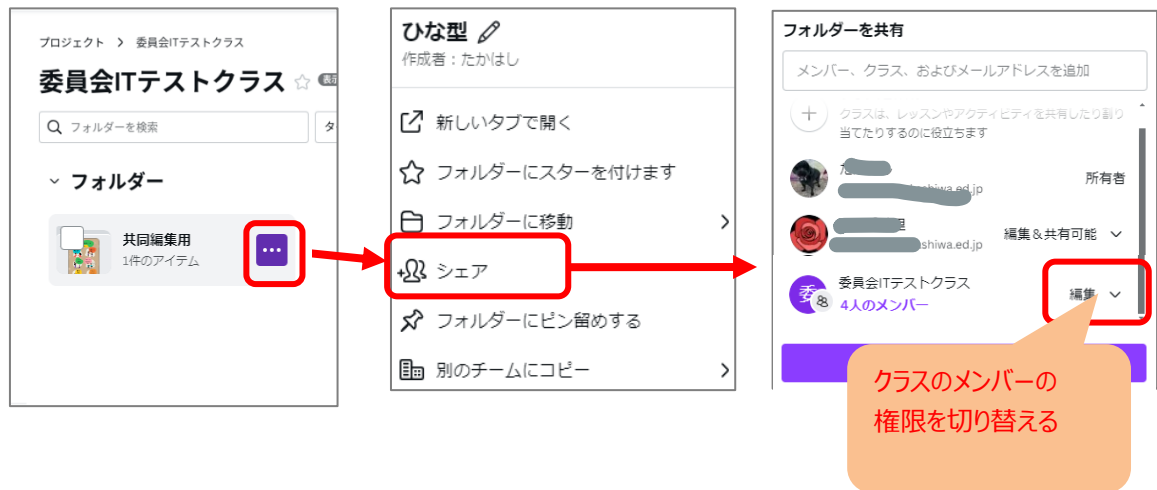 プロジェクト > 委員会ITテストクラス
委員会ITテストクラス
フォルダーを検索
フォルダー
共同編集用
1件のアイテム
ひな型
作成者：たかはし
新しいタブで開く
フォルダーにスターを付けます
フォルダーに移動
シェア
フォルダーにピン留めする
別のチームにコピー
フォルダーを共有
メンバー、クラス、およびメールアドレスを追加
クラスは、レッスンやアクティビティを共有したり割り
当てたりするのに役立ちます
所有者
shiwa.ed.jp
編集＆共有可能
shiwa.ed.jp
委 委員会ITテストクラス
編集
4人のメンバー
クラスのメンバーの
権限を切り替える